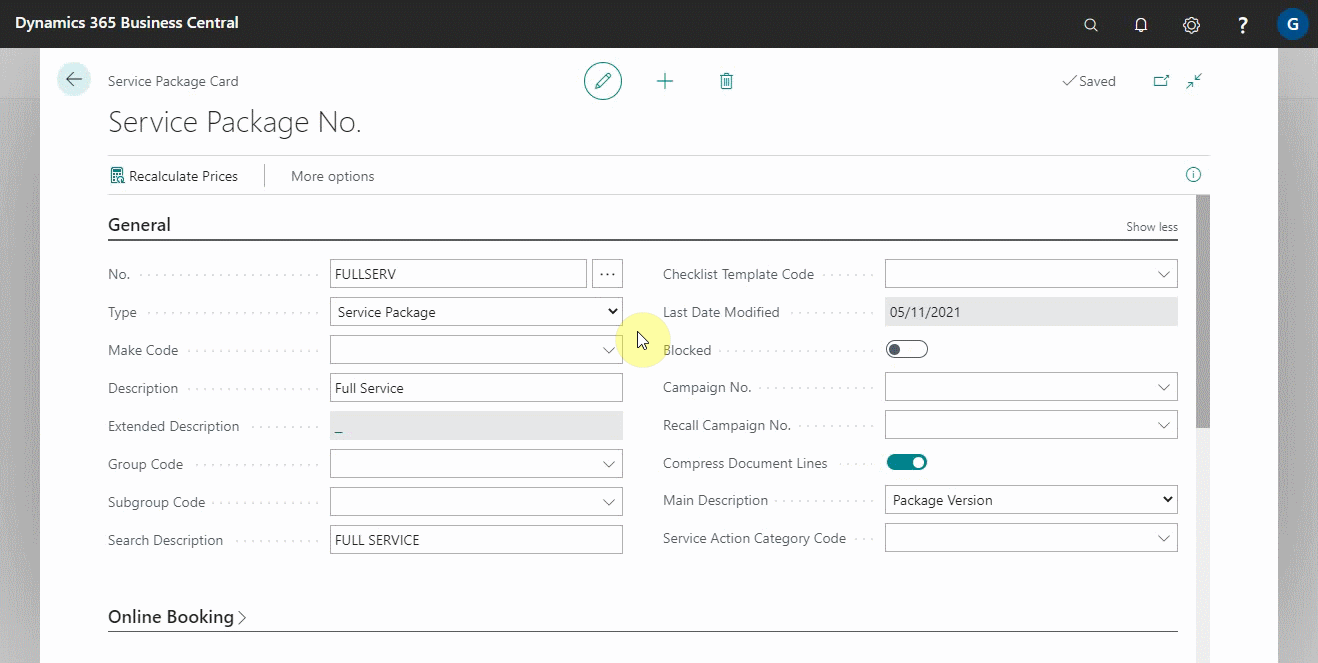 Dynamics 365 Business Central
?
G
Service Package Card
Saved
Service Package No.
Recalculate Prices
More options
General
Show less
No.
FULLSERV
...
Checklist Template Code
Type
Service Package
Last Date Modified
05/11/2021
Make Code
Blocked
Description
Full Service
Campaign No.
Extended Description
_
Recall Campaign No.
Group Code
Compress Document Lines
Subgroup Code
Main Description
Package Version
Search Description
FULL SERVICE
Service Action Category Code
Online Booking